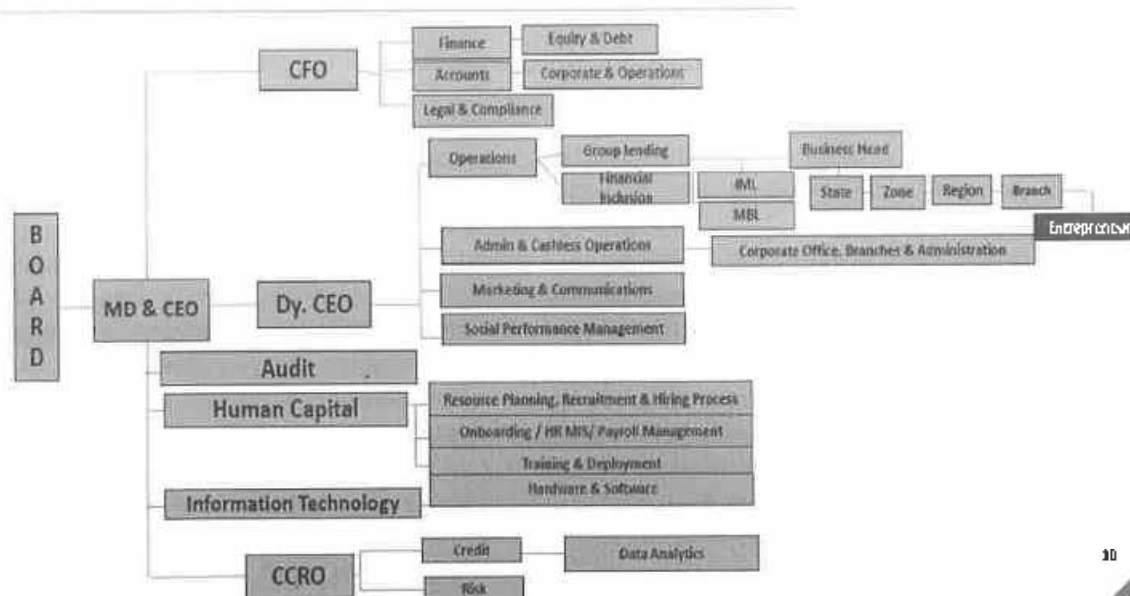 Finance
Equity & Debt
CFO
Accounts
Corporate & Operations
Legal & Compliance
Operations
Group lending
Business Head
Financial
Inclusion
IML
MBL
State
Zone
Region
Branch
BOARD
MD & CEO
Dy. CEO
Admin & Cashless Operations
Corporate Office, Branches & Administration
Marketing & Communications
Social Performance Management
Audit
Human Capital
Resource Planning, Recruitment & Hiring Process
Onboarding / HR MIS/ Payroll Management
Training & Deployment
Information Technology
Hardware & Software
CCRO
Credit
Data Analytics
Risk
10